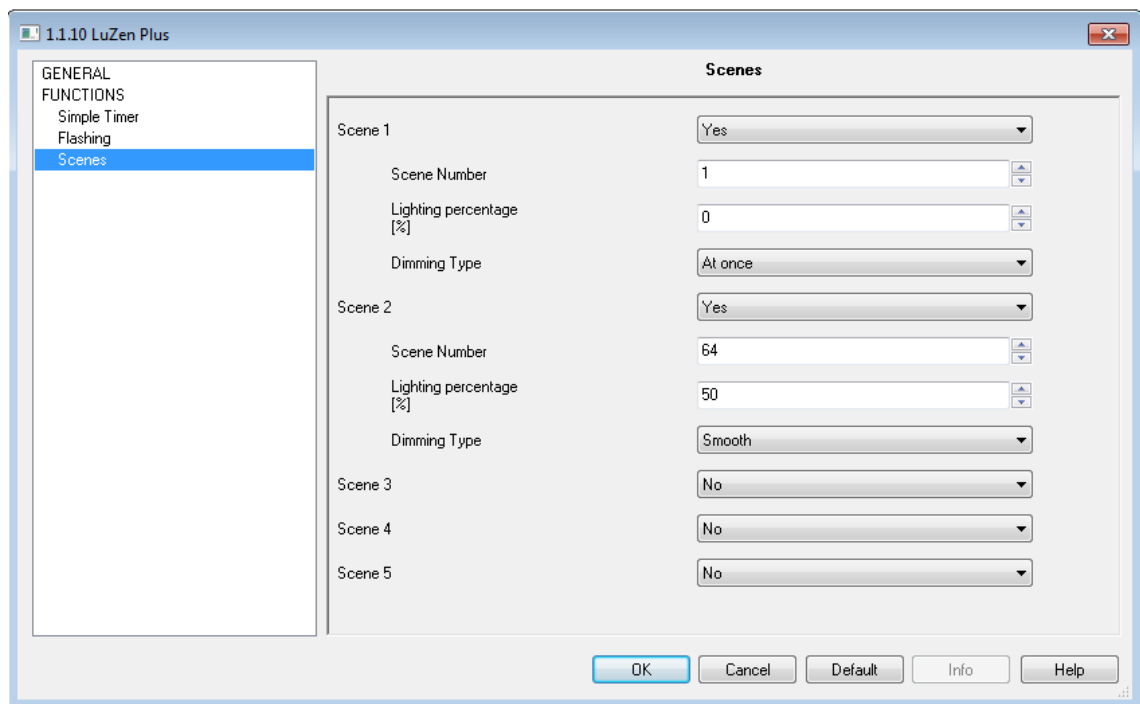 1.1.10 LuZen Plus
GENERAL
FUNCTIONS
Simple Timer
Flashing
Scenes
Scenes
Scene 1 Yes
Scene Number 1
Lighting percentage
[%] 0
Dimming Type At once
Scene 2 Yes
Scene Number 64
Lighting percentage
[%] 50
Dimming Type Smooth
Scene 3 No
Scene 4 No
Scene 5 No
OK Cancel Default Info Help